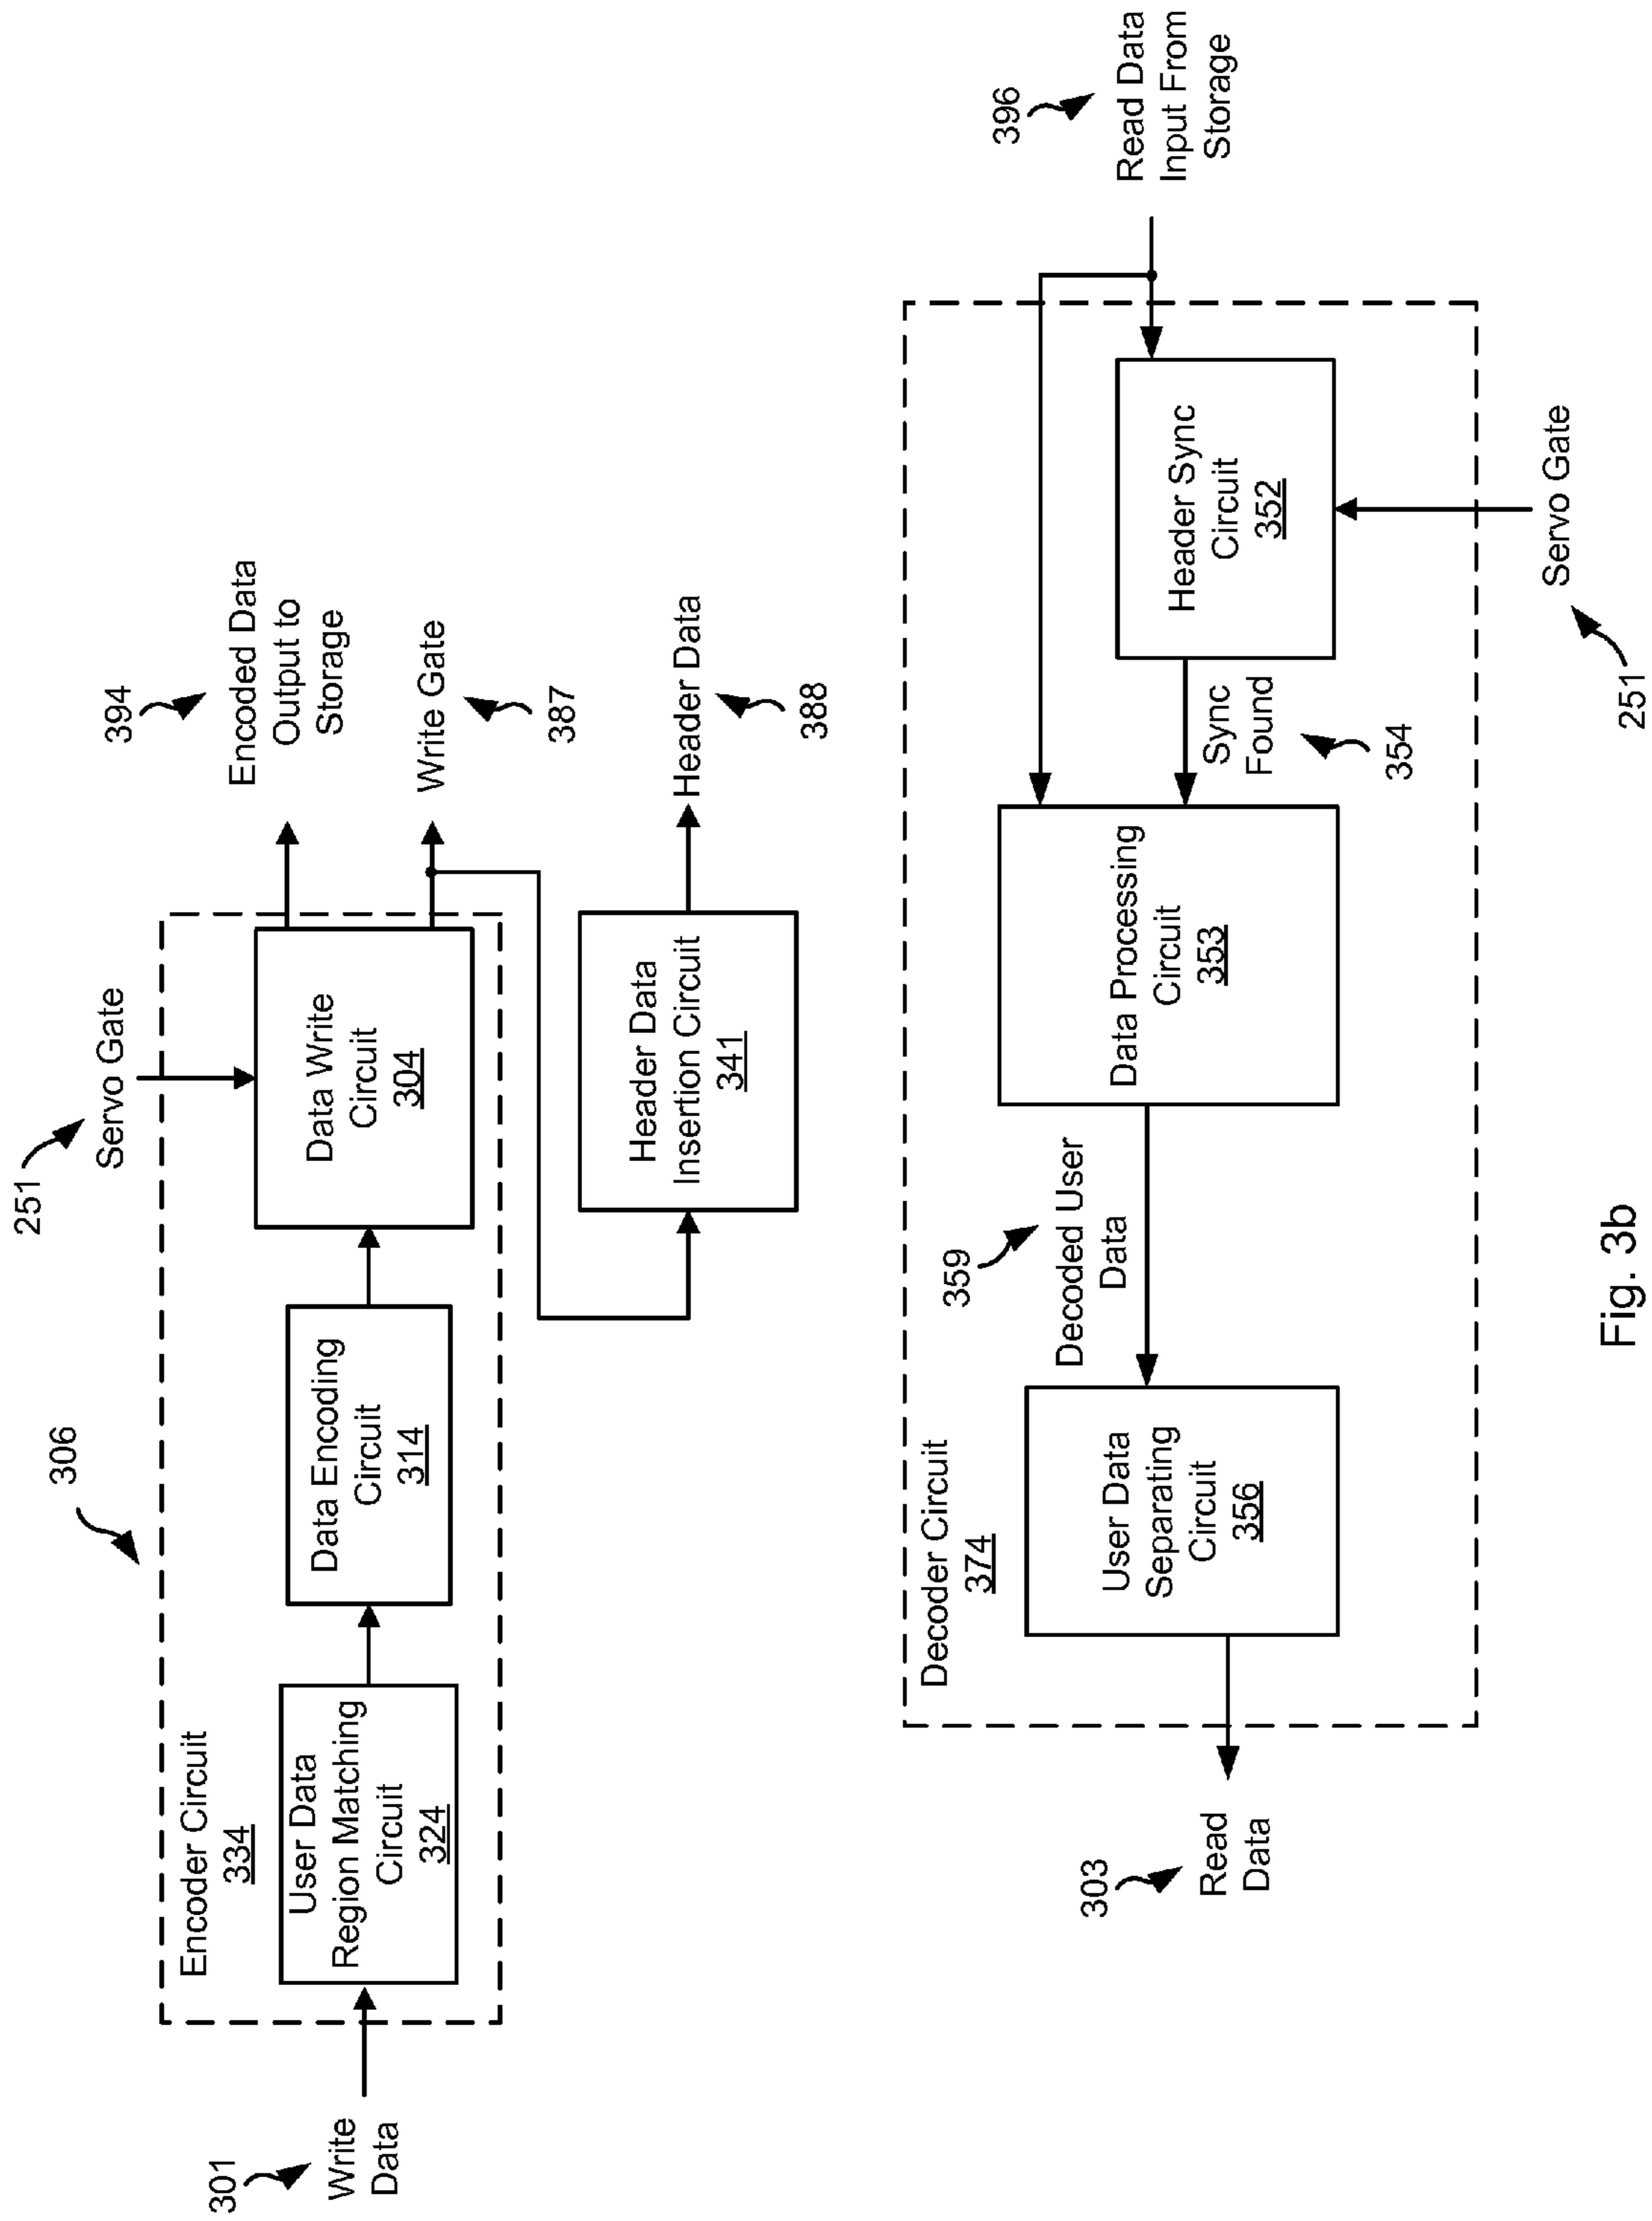 306
Encoder Circuit
334
251
Servo Gate
394
Encoded Data
Output to
Storage
301
Write
Data
User Data
Region Matching
Circuit
324
Data Encoding
Circuit
314
Data Write
Circuit
304
Write Gate
387
Header Data
Insertion Circuit
341
Header Data
388
Decoder Circuit
374
303
Read
Data
User Data
Separating
Circuit
356
359
Decoded User
Data
Data Processing
Circuit
353
Sync
Found
354
Header Sync
Circuit
352
396
Read Data
Input From
Storage
Servo Gate
251
Fig. 3b